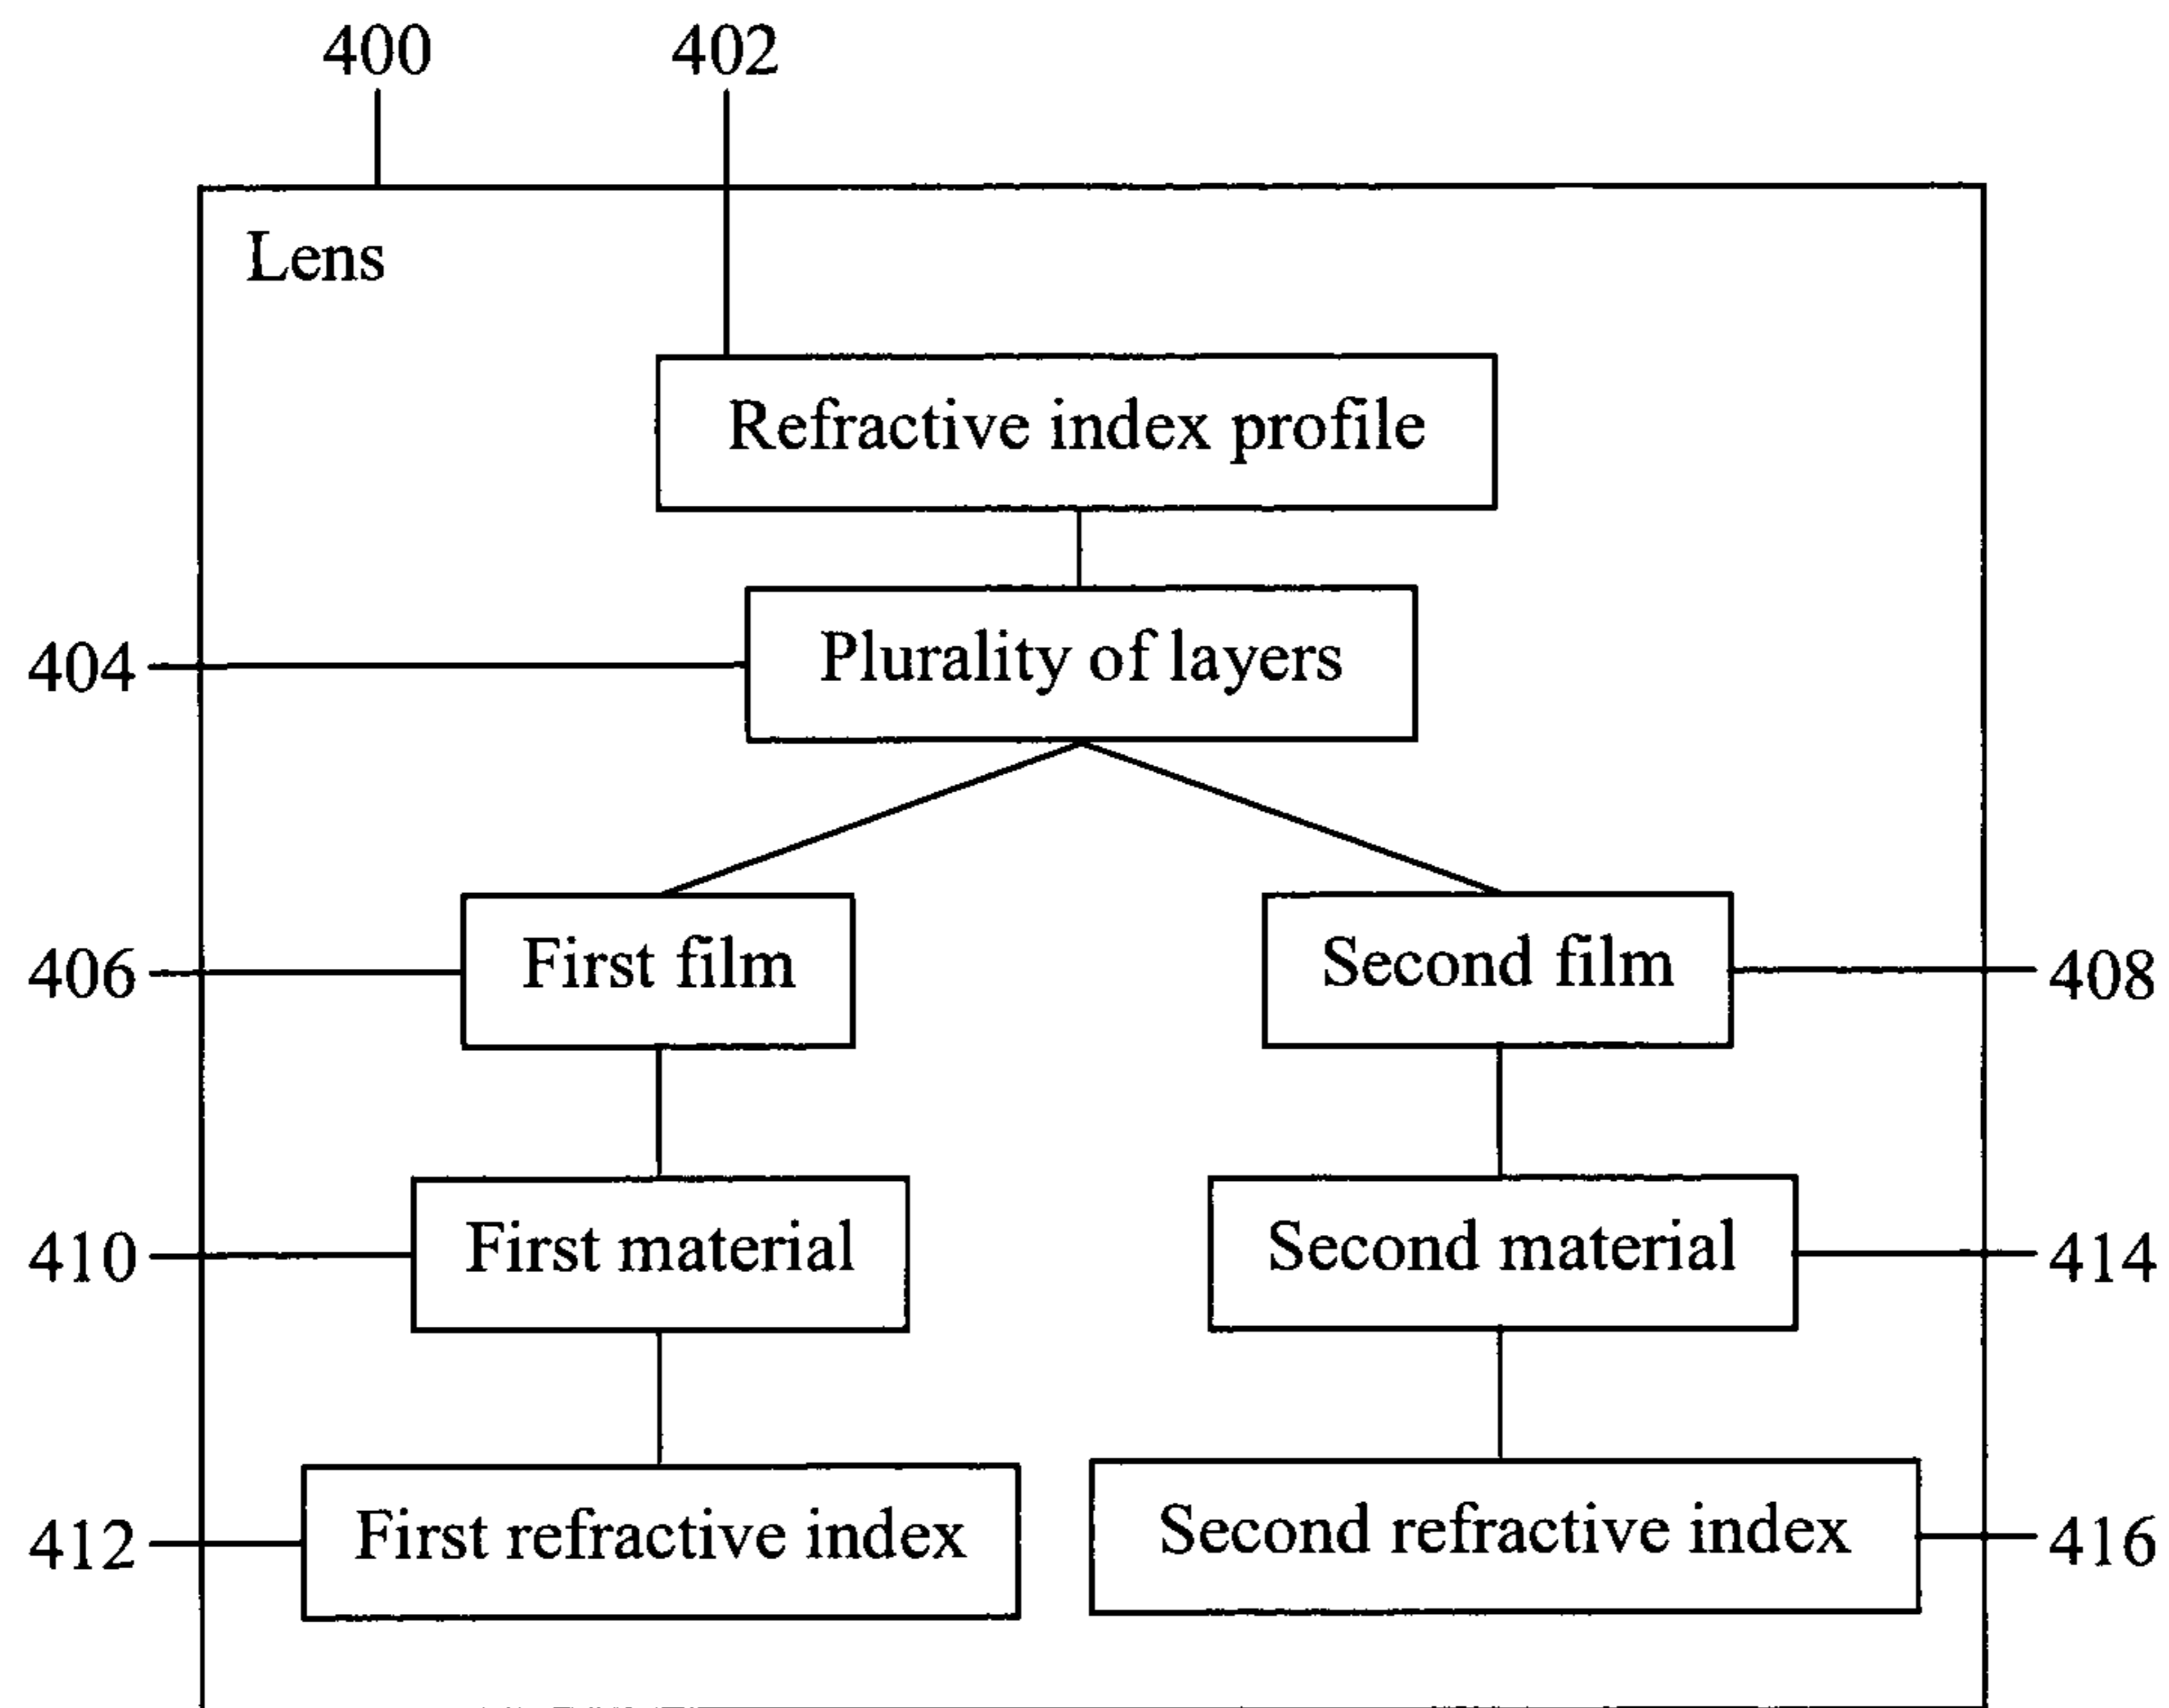 400 402
Lens
Refractive index profile
404 Plurality of layers
406 First film Second film 408
410 First material Second material 414
412 First refractive index Second refractive index 416